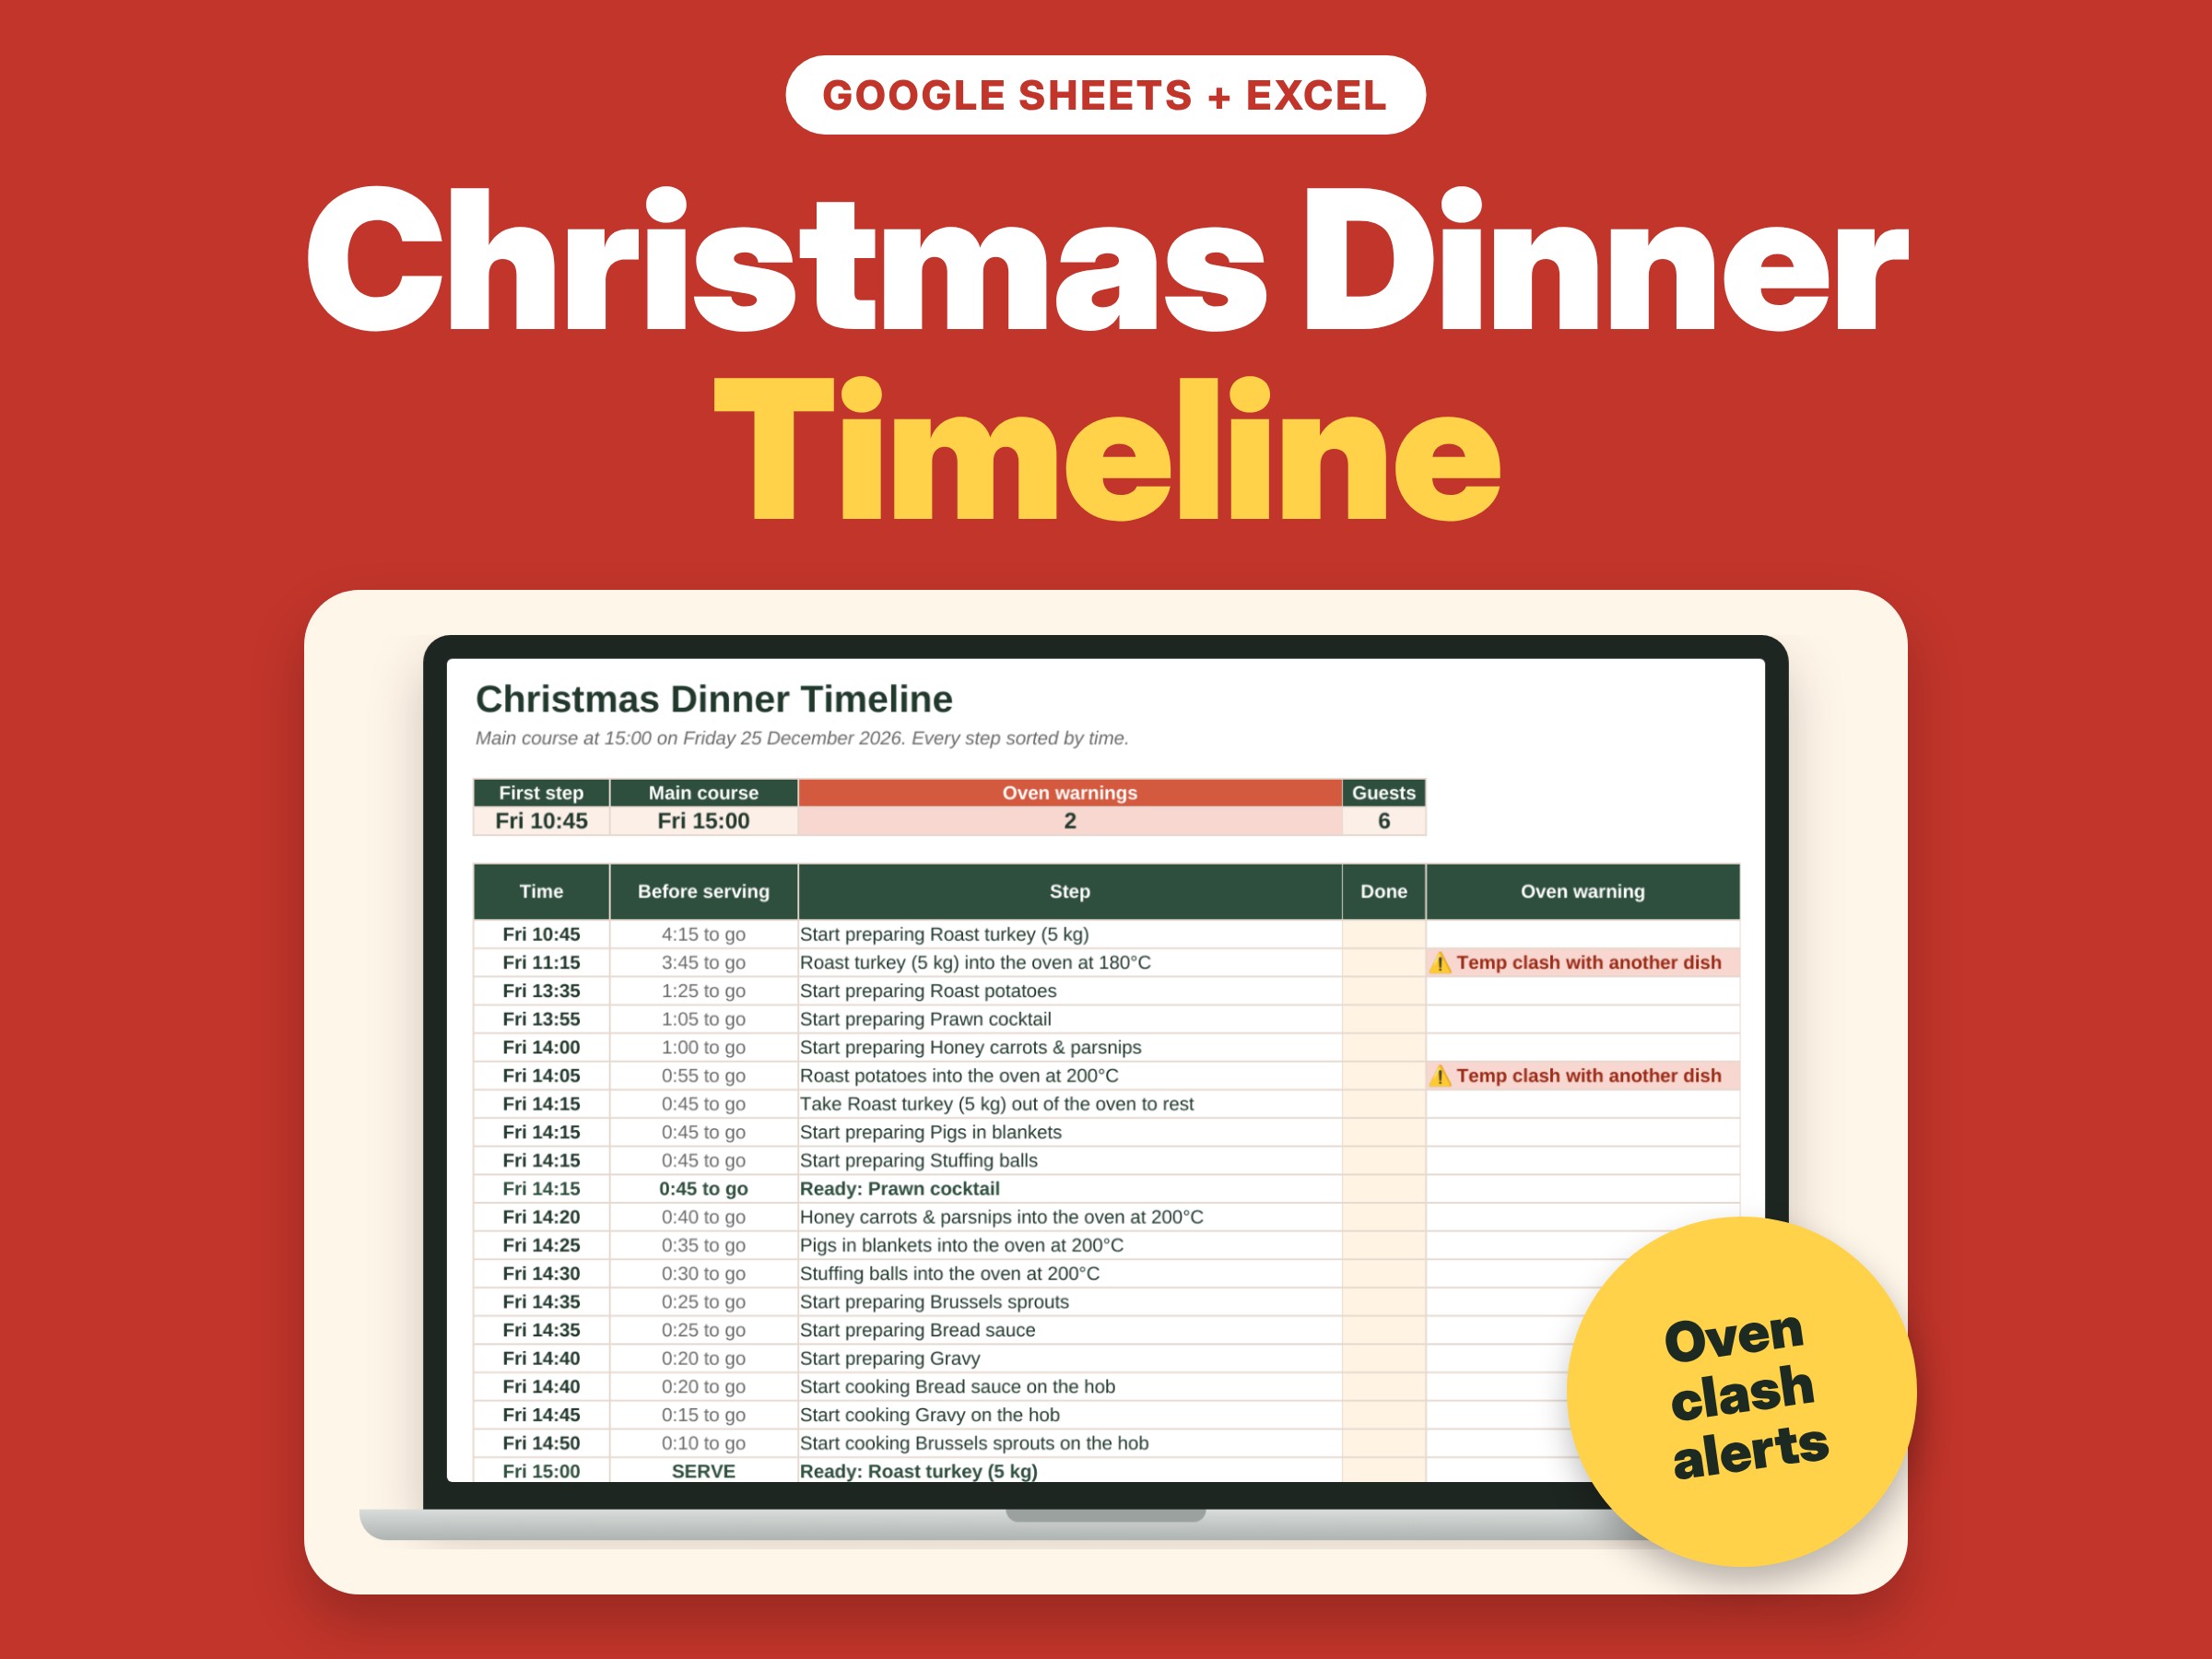 GOOGLE SHEETS + EXCEL
Christmas Dinner
Timeline
Christmas Dinner Timeline
Main course at 15:00 on Friday 25 December 2026. Every step sorted by time.
First step Main course Oven warnings Guests
Fri 10:45 Fri 15:00 2 6
Time Before serving Step Done Oven warning
Fri 10:45 4:15 to go Start preparing Roast turkey (5 kg)
Fri 11:15 3:45 to go Roast turkey (5 kg) into the oven at 180°C ⚠️ Temp clash with another dish
Fri 13:35 1:25 to go Start preparing Roast potatoes
Fri 13:55 1:05 to go Start preparing Prawn cocktail
Fri 14:00 1:00 to go Start preparing Honey carrots & parsnips
Fri 14:05 0:55 to go Roast potatoes into the oven at 200°C ⚠️ Temp clash with another dish
Fri 14:15 0:45 to go Take Roast turkey (5 kg) out of the oven to rest
Fri 14:15 0:45 to go Start preparing Pigs in blankets
Fri 14:15 0:45 to go Start preparing Stuffing balls
Fri 14:15 0:45 to go Ready: Prawn cocktail
Fri 14:20 0:40 to go Honey carrots & parsnips into the oven at 200°C
Fri 14:25 0:35 to go Pigs in blankets into the oven at 200°C
Fri 14:30 0:30 to go Stuffing balls into the oven at 200°C
Fri 14:35 0:25 to go Start preparing Brussels sprouts
Fri 14:35 0:25 to go Start preparing Bread sauce
Fri 14:40 0:20 to go Start preparing Gravy
Fri 14:40 0:20 to go Start cooking Bread sauce on the hob
Fri 14:45 0:15 to go Start cooking Gravy on the hob
Fri 14:50 0:10 to go Start cooking Brussels sprouts on the hob
Fri 15:00 SERVE Ready: Roast turkey (5 kg)
Oven
clash
alerts